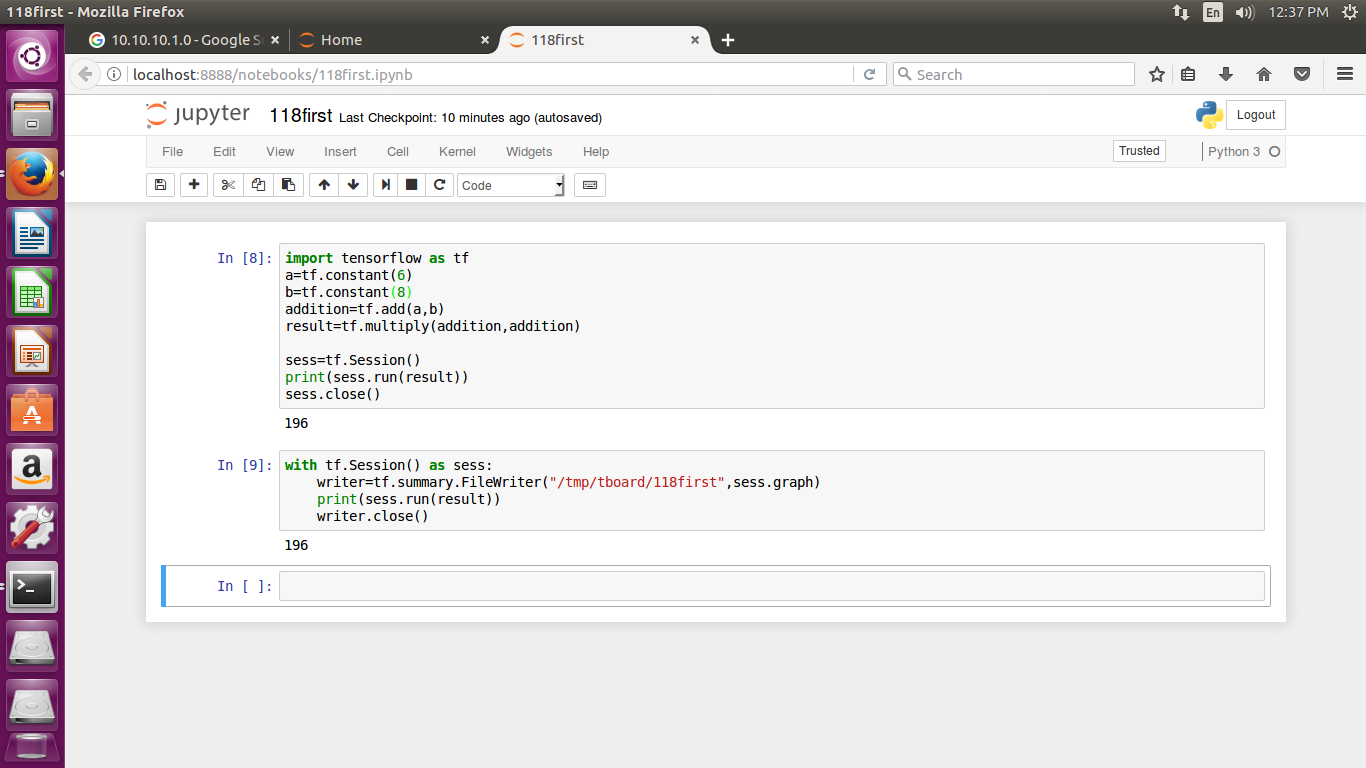 118first - Mozilla Firefox
En
12:37 PM
10.10.10.1.0 - Google S
Home
118first
localhost:8888/notebooks/118first.ipynb
Search
jupyter
118first Last Checkpoint: 10 minutes ago (autosaved)
Logout
File Edit View Insert Cell Kernel Widgets Help
Trusted
Python 3
Code
In [8]:
import tensorflow as tf
a=tf.constant(6)
b=tf.constant(8)
addition=tf.add(a,b)
result=tf.multiply(addition,addition)
sess=tf.Session()
print(sess.run(result))
sess.close()
196
In [9]:
with tf.Session() as sess:
    writer=tf.summary.FileWriter("/tmp/tboard/118first",sess.graph)
    print(sess.run(result))
    writer.close()
196
In [ ]: